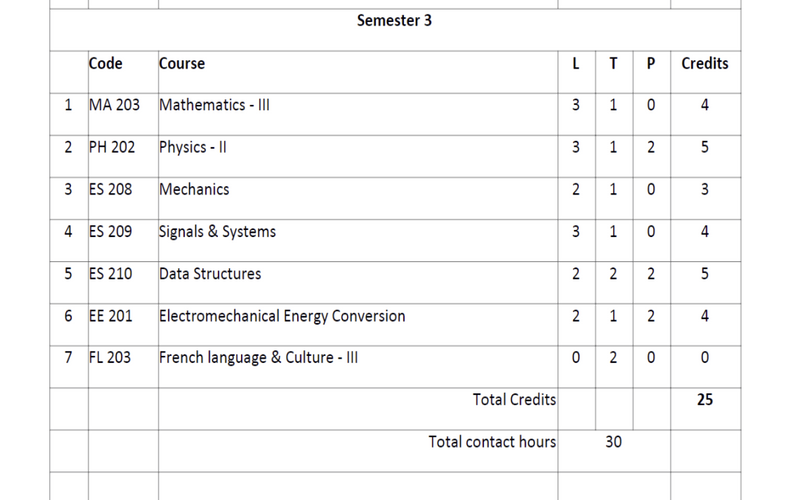 Semester 3
Code Course L T P Credits
1 MA 203 Mathematics - III 3 1 0 4
2 PH 202 Physics - II 3 1 2 5
3 ES 208 Mechanics 2 1 0 3
4 ES 209 Signals & Systems 3 1 0 4
5 ES 210 Data Structures 2 2 2 5
6 EE 201 Electromechanical Energy Conversion 2 1 2 4
7 FL 203 French language & Culture - III 0 2 0 0
Total Credits 25
Total contact hours 30